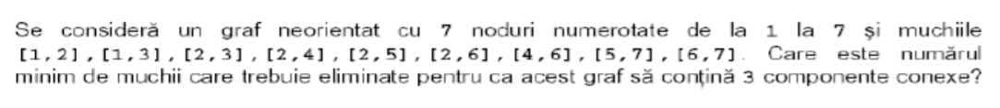 Se consideră un graf neorientat cu 7 noduri numerotate de la 1 la 7 şi muchiile
[1,2],[1,3],[2,3],[2,4],[2,5],[2,6],[4,6],[5,7],[6,7]. Care este numărul
minim de muchii care trebuie eliminate pentru ca acest graf să conţină 3 componente conexe?